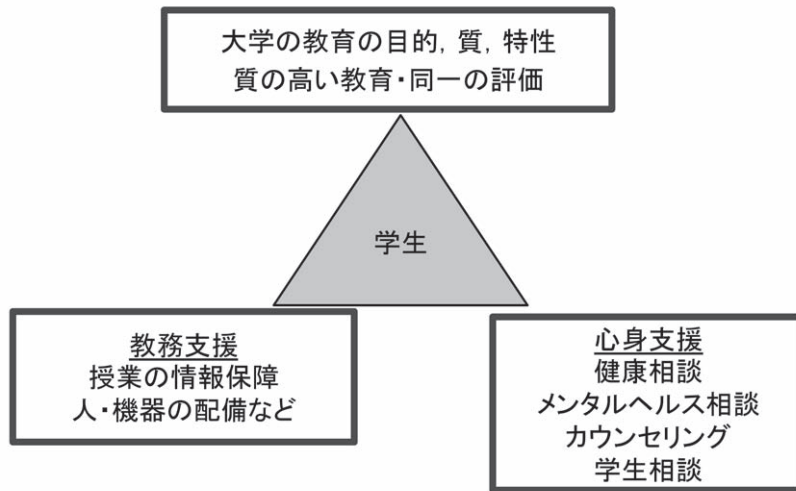 大学の教育の目的, 質, 特性
質の高い教育・同一の評価
学生
教務支援
授業の情報保障
人・機器の配備など
心身支援
健康相談
メンタルヘルス相談
カウンセリング
学生相談